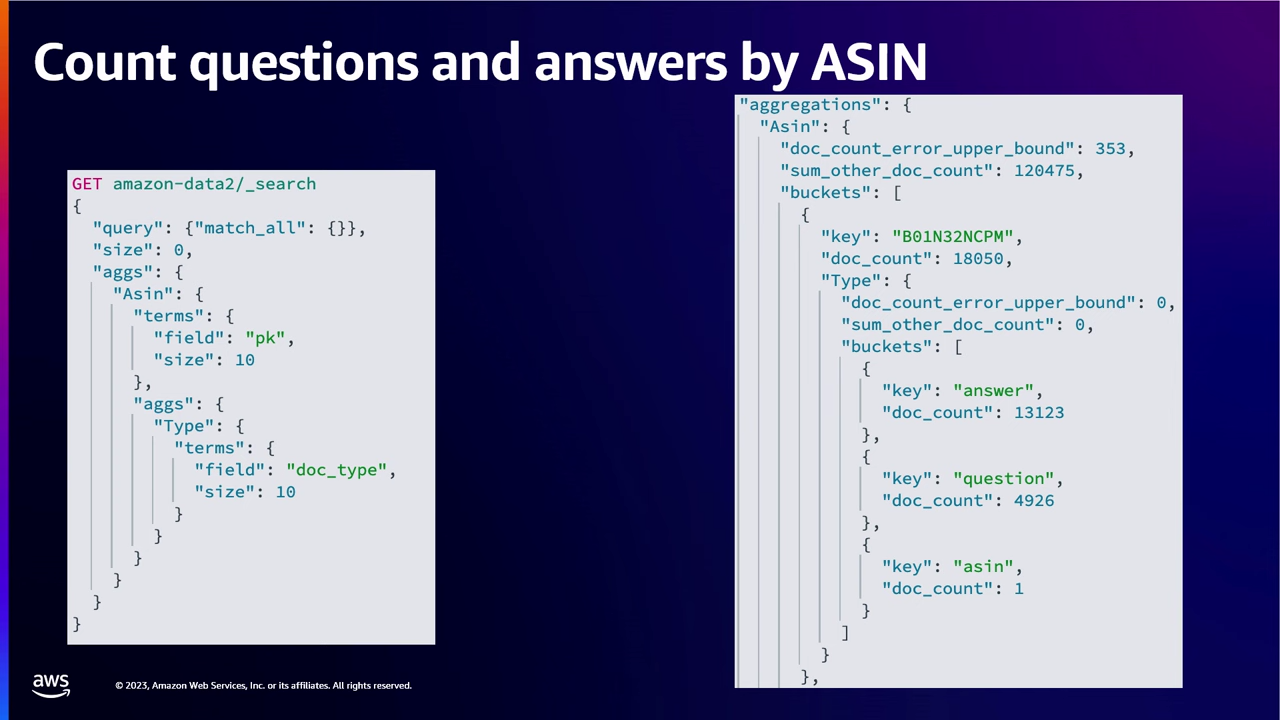 Count questions and answers by ASIN
GET amazon-data2/_search
{
"query": {"match_all": {}},
"size": 0,
"aggs": {
"Asin": {
"terms": {
"field": "pk",
"size": 10
},
"aggs": {
"Type": {
"terms": {
"field": "doc_type",
"size": 10
}
}
}
}
}
}
"aggregations": {
"Asin": {
"doc_count_error_upper_bound": 353,
"sum_other_doc_count": 120475,
"buckets": [
{
"key": "B01N32NCPM",
"doc_count": 18050,
"Type": {
"doc_count_error_upper_bound": 0,
"sum_other_doc_count": 0,
"buckets": [
{
"key": "answer",
"doc_count": 13123
},
{
"key": "question",
"doc_count": 4926
},
{
"key": "asin",
"doc_count": 1
}
]
}
},
aws
© 2023, Amazon Web Services, Inc. or its affiliates. All rights reserved.